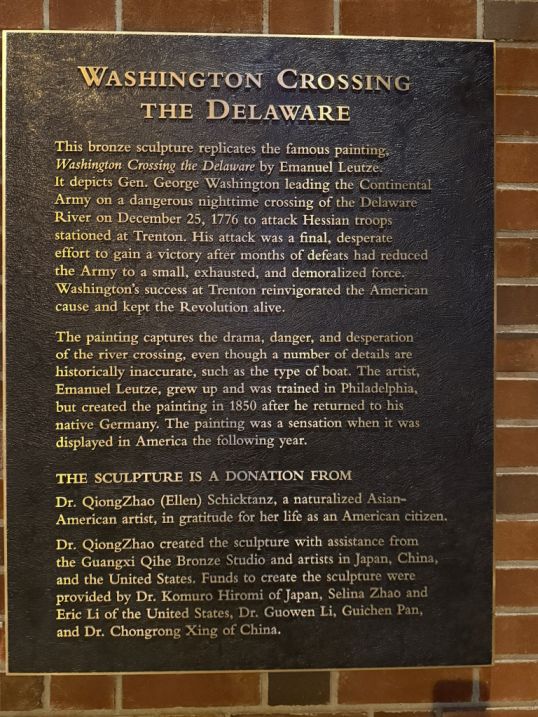 WASHINGTON CROSSING
THE DELAWARE
This bronze sculpture replicates the famous painting,
Washington Crossing the Delaware by Emanuel Leutze.
It depicts Gen. George Washington leading the Continental
Army on a dangerous nighttime crossing of the Delaware
River on December 25, 1776 to attack Hessian troops
stationed at Trenton. His attack was a final, desperate
effort to gain a victory after months of defeats had reduced
the Army to a small, exhausted, and demoralized force.
Washington's success at Trenton reinvigorated the American
cause and kept the Revolution alive.
The painting captures the drama, danger, and desperation
of the river crossing, even though a number of details are
historically inaccurate, such as the type of boat. The artist,
Emanuel Leutze, grew up and was trained in Philadelphia,
but created the painting in 1850 after he returned to his
native Germany. The painting was a sensation when it was
displayed in America the following year.
THE SCULPTURE IS A DONATION FROM
Dr. QiongZhao (Ellen) Schicktanz, a naturalized Asian-
American artist, in gratitude for her life as an American citizen.
Dr. QiongZhao created the sculpture with assistance from
the Guangxi Qihe Bronze Studio and artists in Japan, China,
and the United States. Funds to create the sculpture were
provided by Dr. Komuro Hiromi of Japan, Selina Zhao and
Eric Li of the United States, Dr. Guowen Li, Guichen Pan,
and Dr. Chongrong Xing of China.